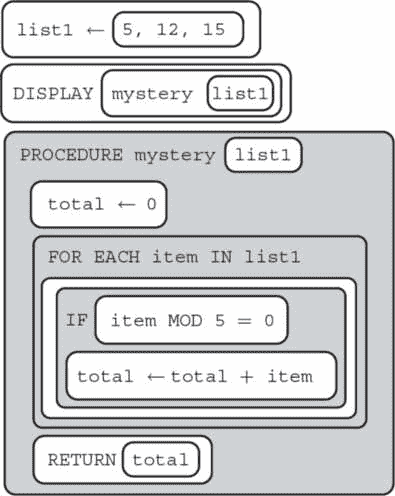 list1 ← 5, 12, 15
DISPLAY mystery list1
PROCEDURE mystery list1
total ← 0
FOR EACH item IN list1
IF item MOD 5 = 0
total ← total + item
RETURN total